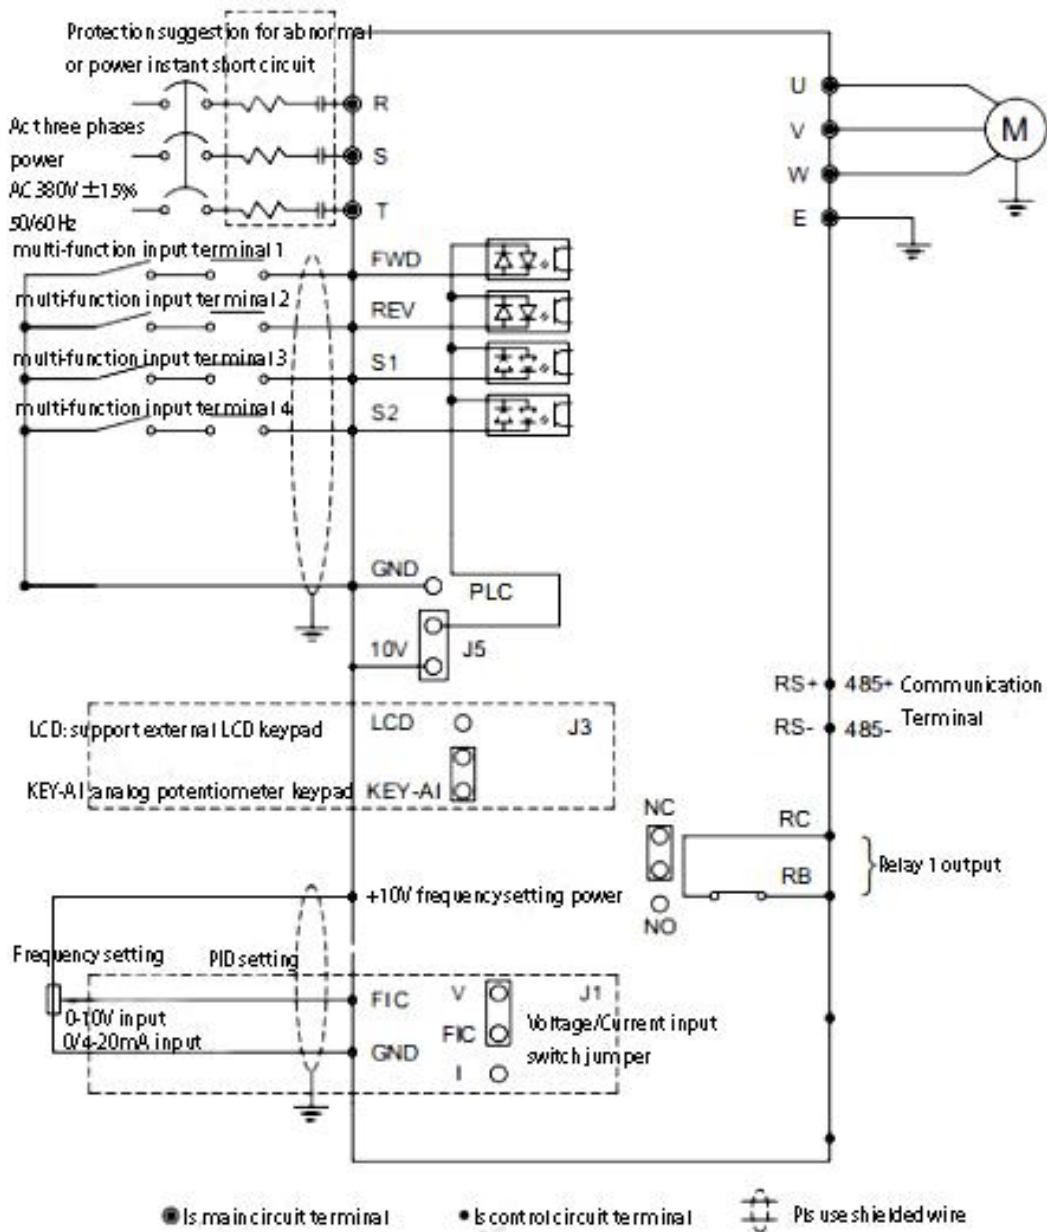 Protection suggestion for abnormal
or power instant short circuit
R
Ac three phases
power
S
AC 380V ±15%
50/60 Hz
T
U
V
W
E
M
multi-function input terminal 1
FWD
multi-function input terminal 2
REV
multi-function input terminal 3
S1
multi-function input terminal 4
S2
GND
PLC
10V
J5
RS+ 485+ Communication
Terminal
RS- 485-
LCD: support external LCD keypad
LCD
J3
KEY-AI analog potentiometer keypad
KEY-AI
NC
RC
RB
Relay 1 output
NO
+10V frequency setting power
Frequency setting
PID setting
FIC
V
J1
0-10V input
0/4-20mA input
FIC
Voltage/Current input
switch jumper
GND
I
Is main circuit terminal
Is control circuit terminal
Pls use shielded wire